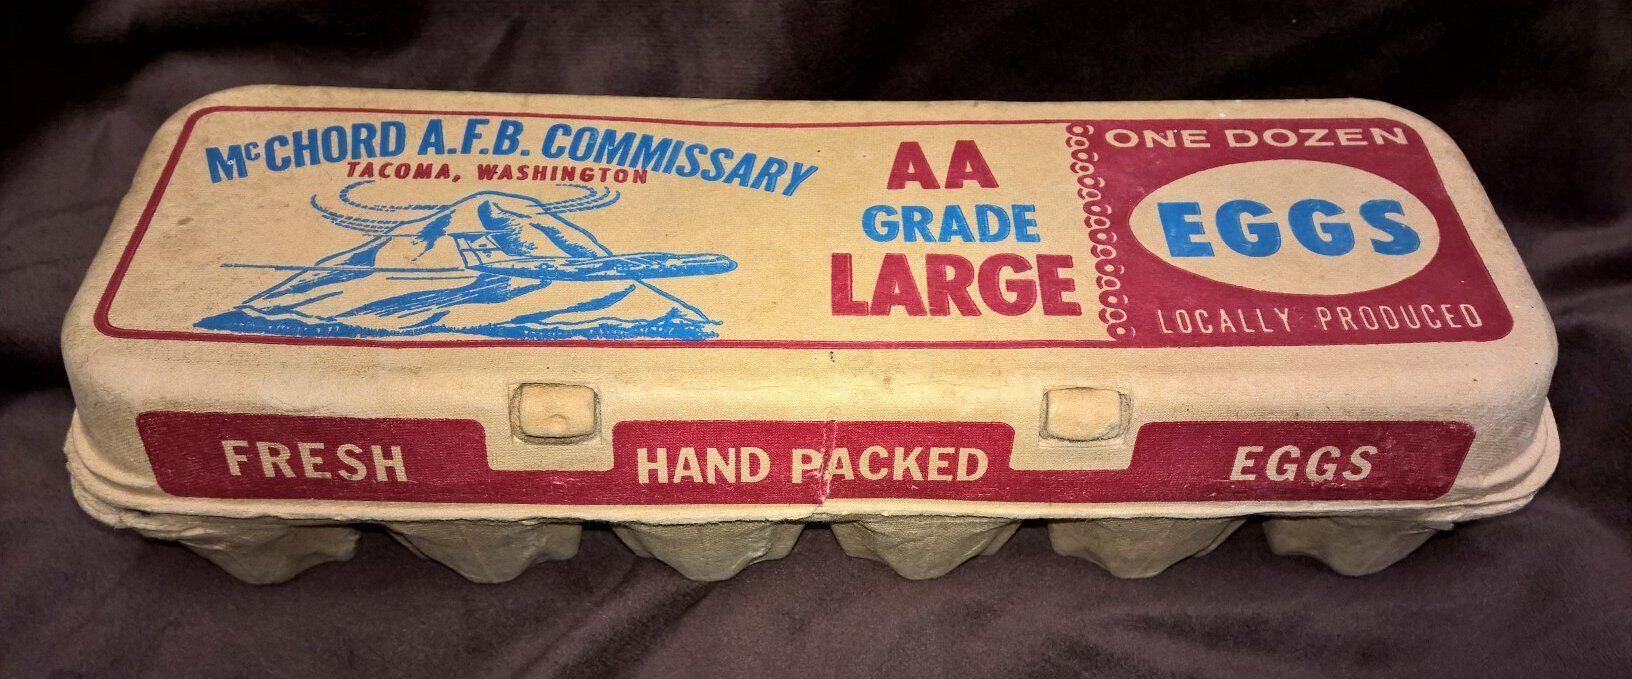 McCHORD A.F.B. COMMISSARY
TACOMA, WASHINGTON
AA
GRADE
LARGE
ONE DOZEN
EGGS
LOCALLY PRODUCED
FRESH HAND PACKED EGGS